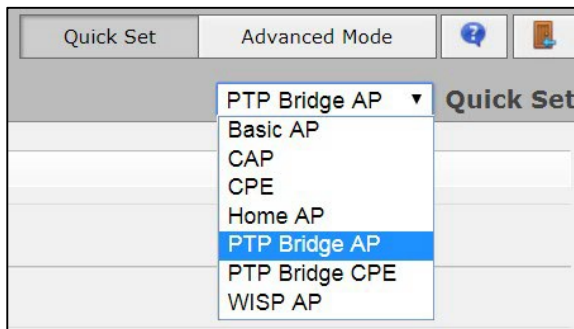 Quick Set Advanced Mode
PTP Bridge AP Quick Set
Basic AP
CAP
CPE
Home AP
PTP Bridge AP
PTP Bridge CPE
WISP AP